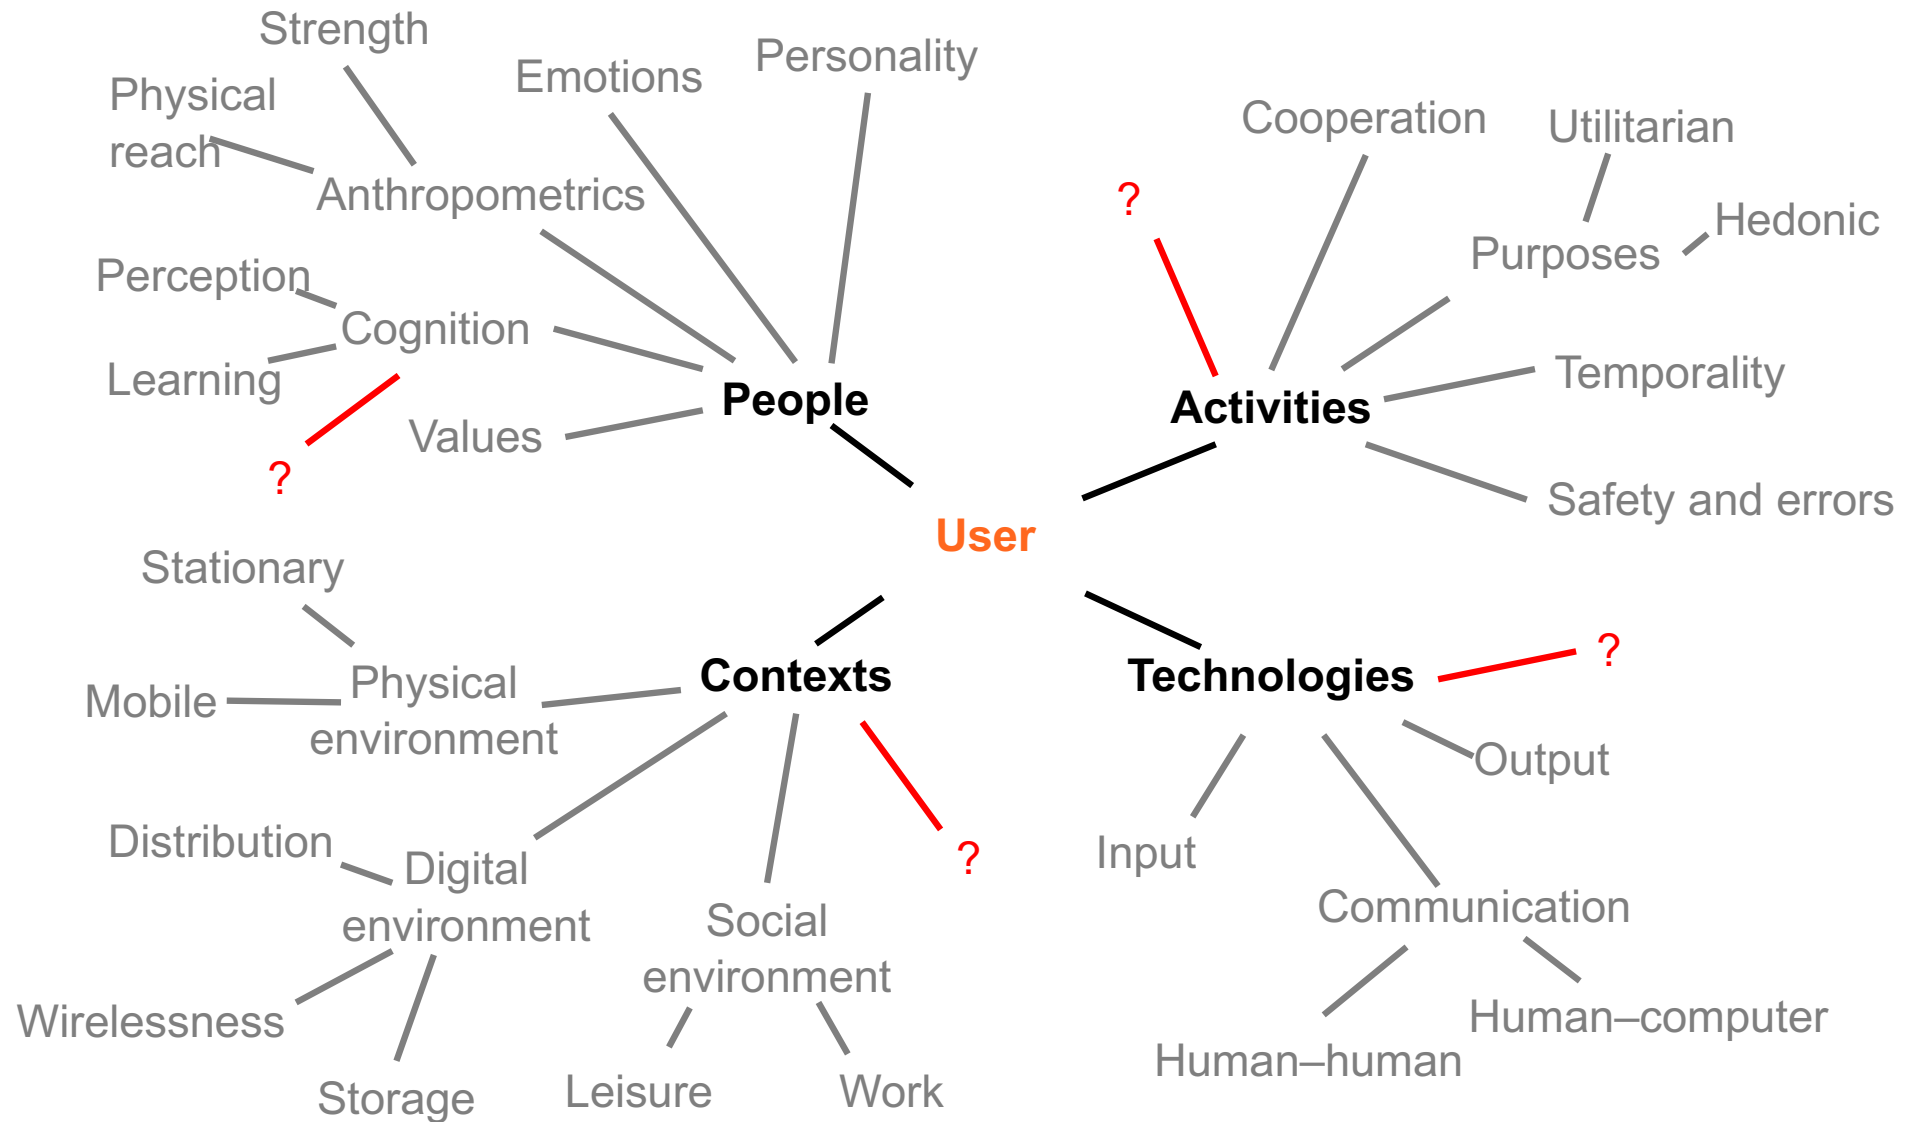 Strength
Physical
reach
Emotions
Personality
Anthropometrics
Perception
Cognition
Learning
Values
?
People
Cooperation
Utilitarian
?
Hedonic
Purposes
Temporality
Activities
Safety and errors
User
Stationary
Mobile
Physical
environment
Contexts
Distribution
Digital
environment
Wirelessness
Storage
Social
environment
Leisure
Work
?
Technologies
?
Output
Input
Communication
Human–computer
Human–human